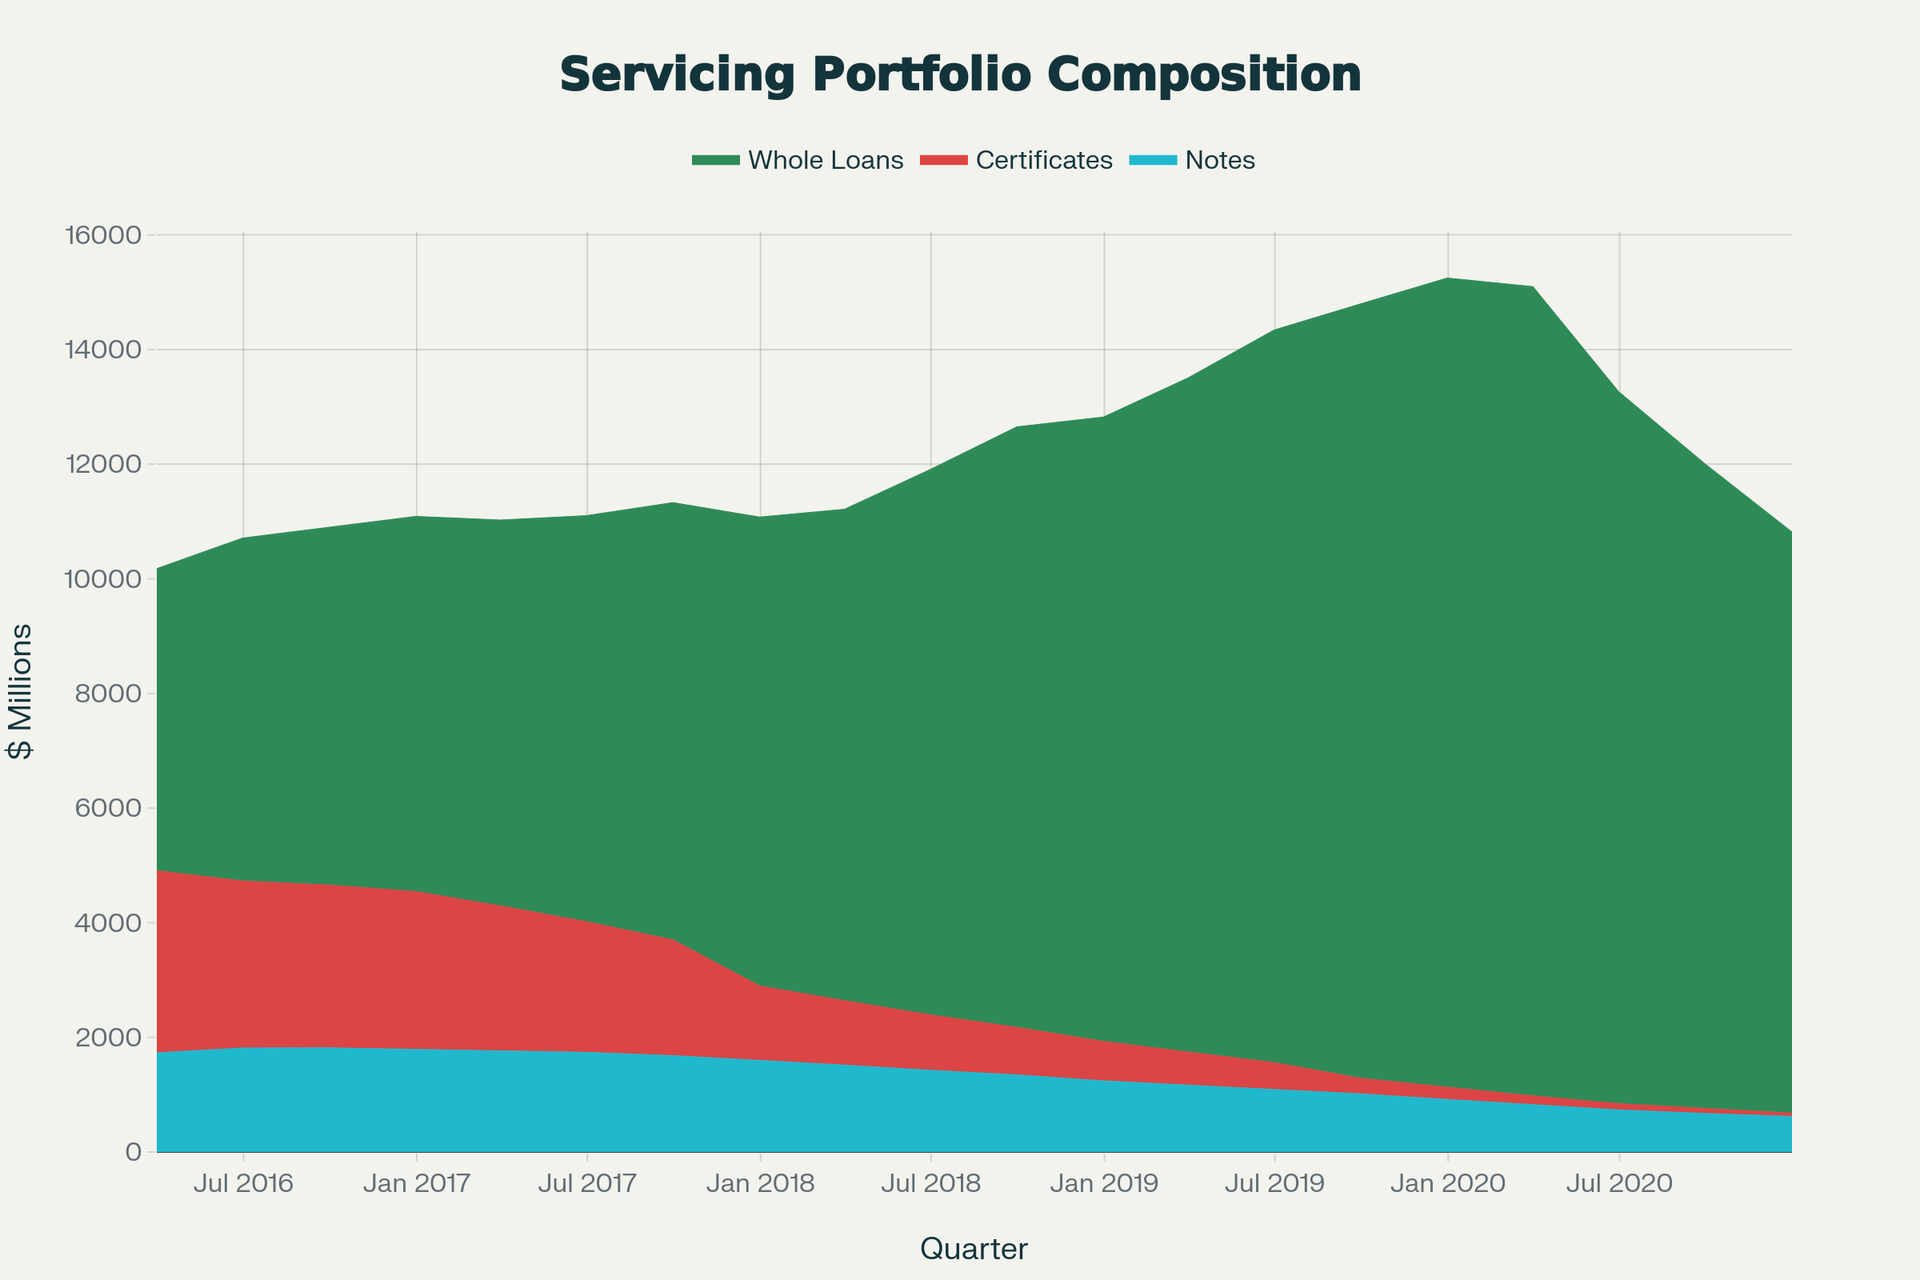 Servicing Portfolio Composition
Whole Loans Certificates Notes
16000
14000
12000
10000
8000
6000
4000
2000
0
$ Millions
Jul 2016 Jan 2017 Jul 2017 Jan 2018 Jul 2018 Jan 2019 Jul 2019 Jan 2020 Jul 2020
Quarter